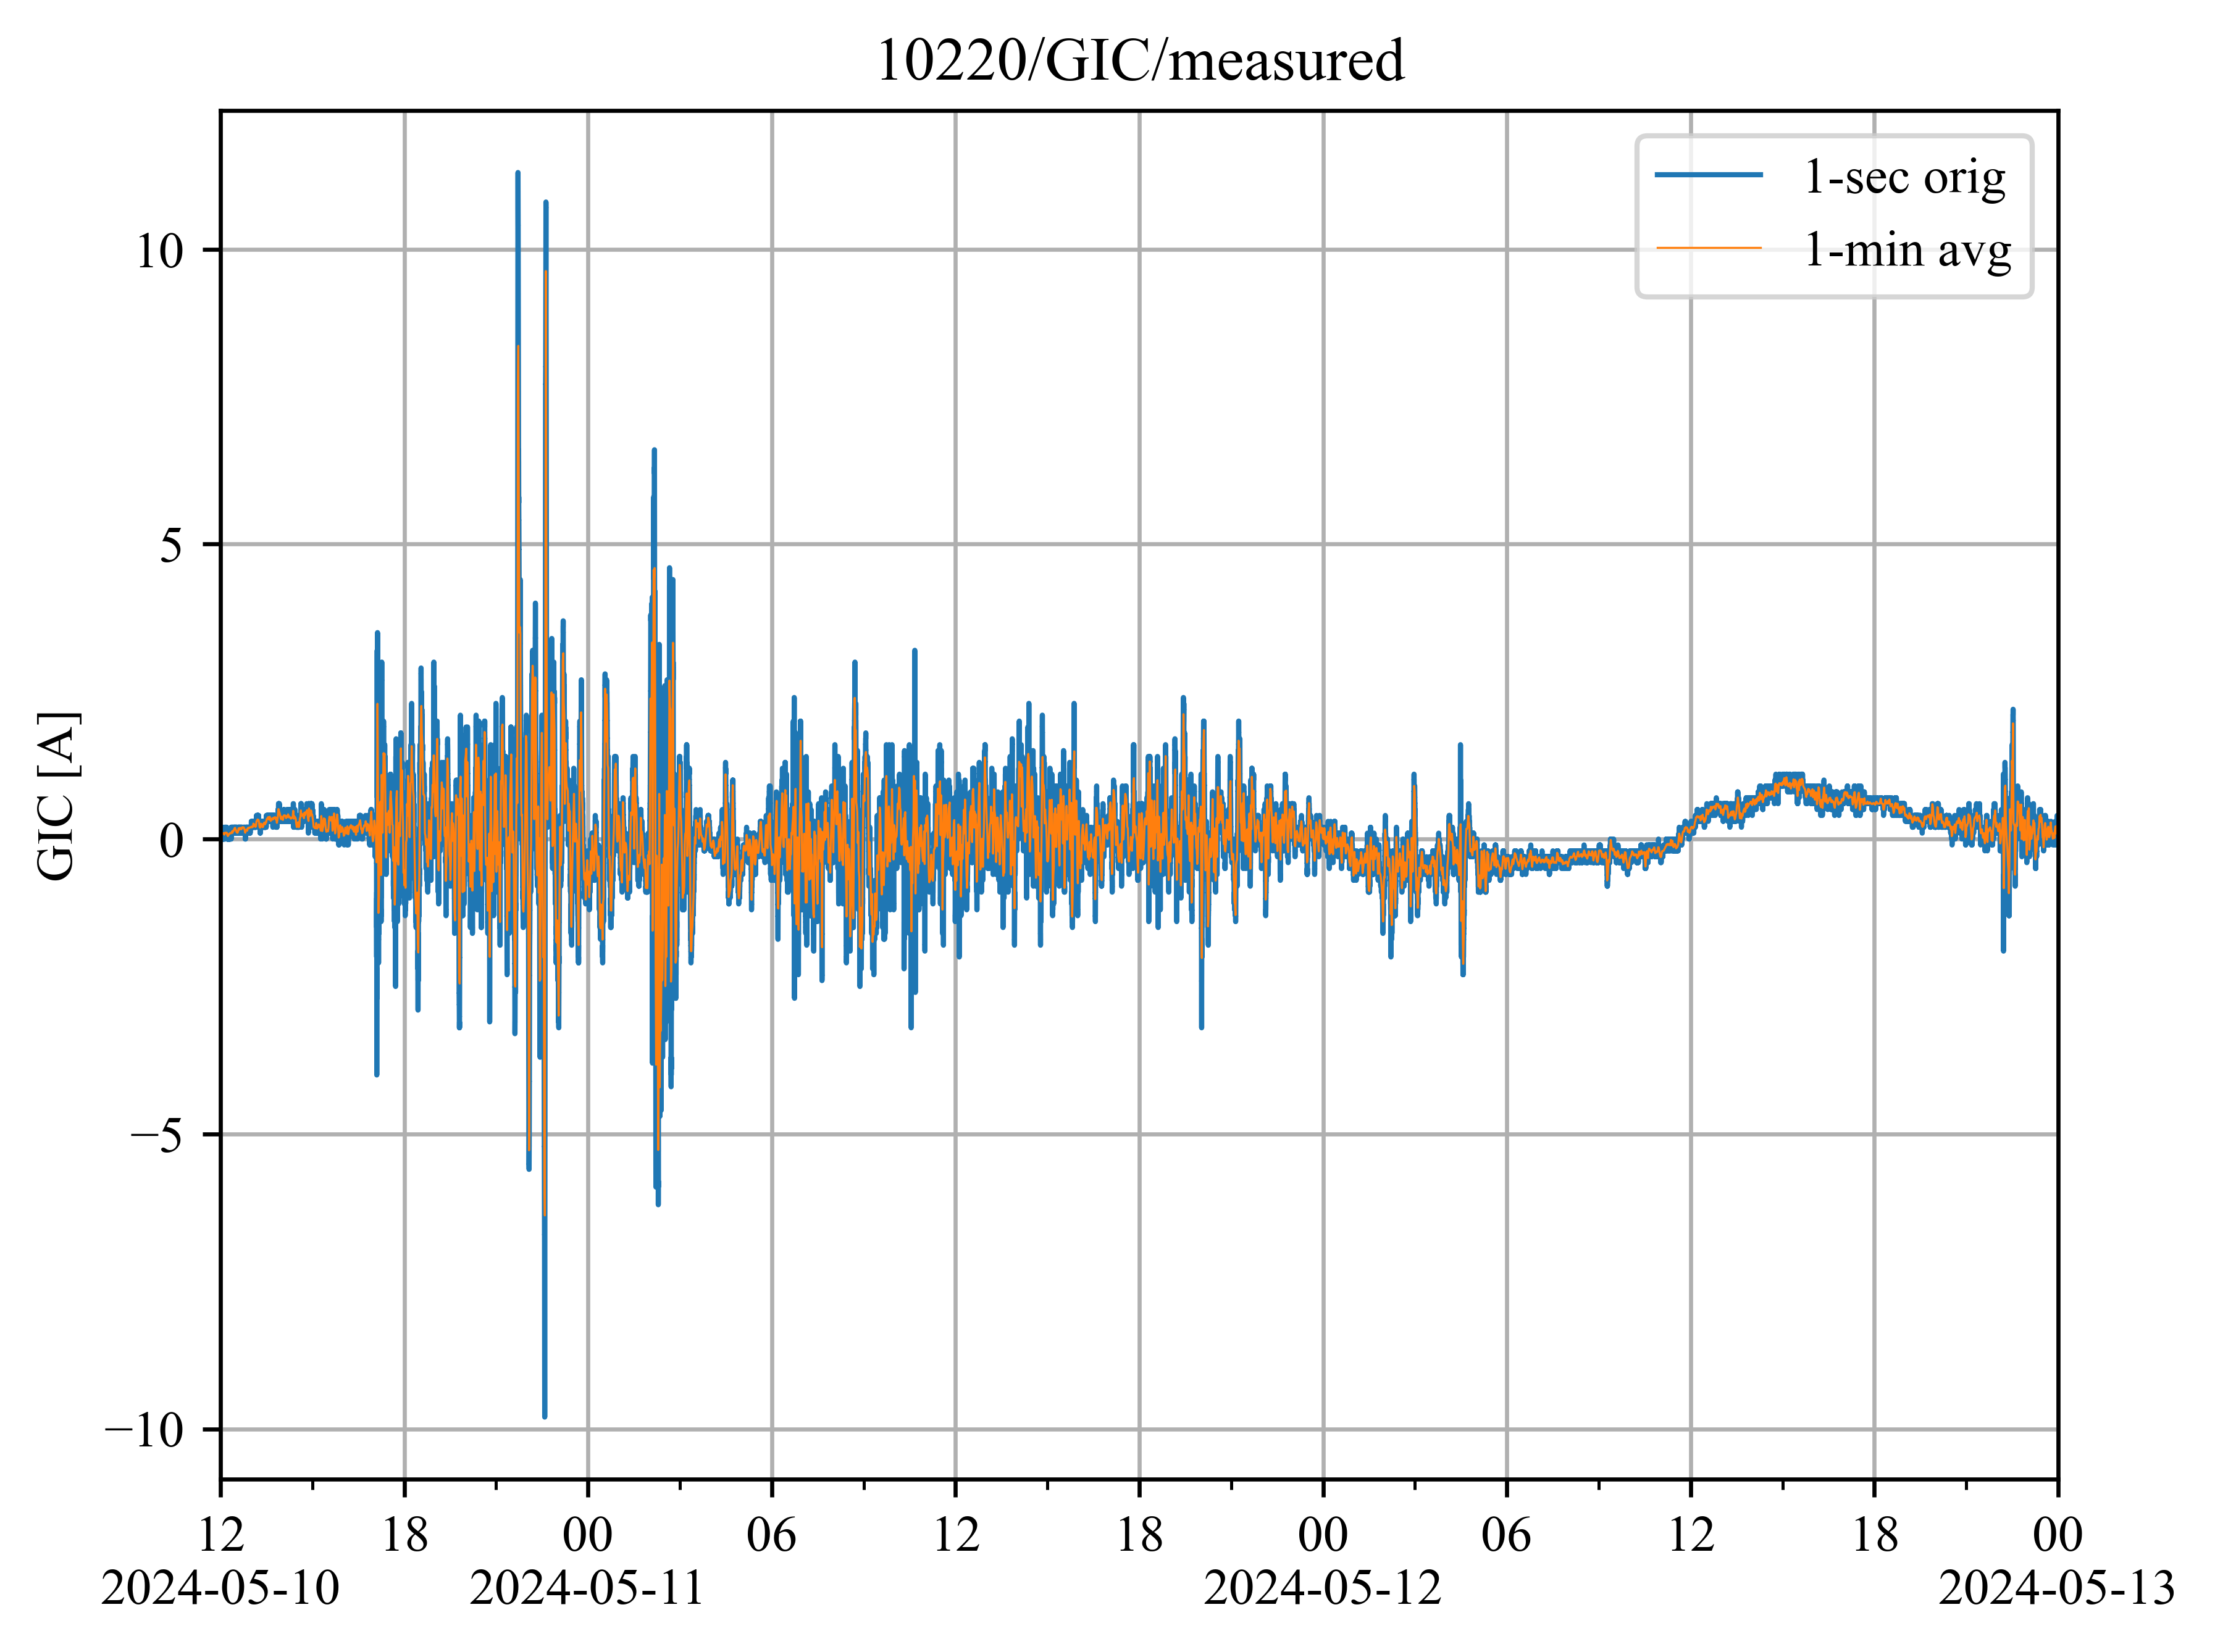 10220/GIC/measured
1-sec orig
1-min avg
10
5
0
−5
−10
GIC [A]
12 18 00 06 12 18 00 06 12 18 00
2024-05-10 2024-05-11 2024-05-12 2024-05-13